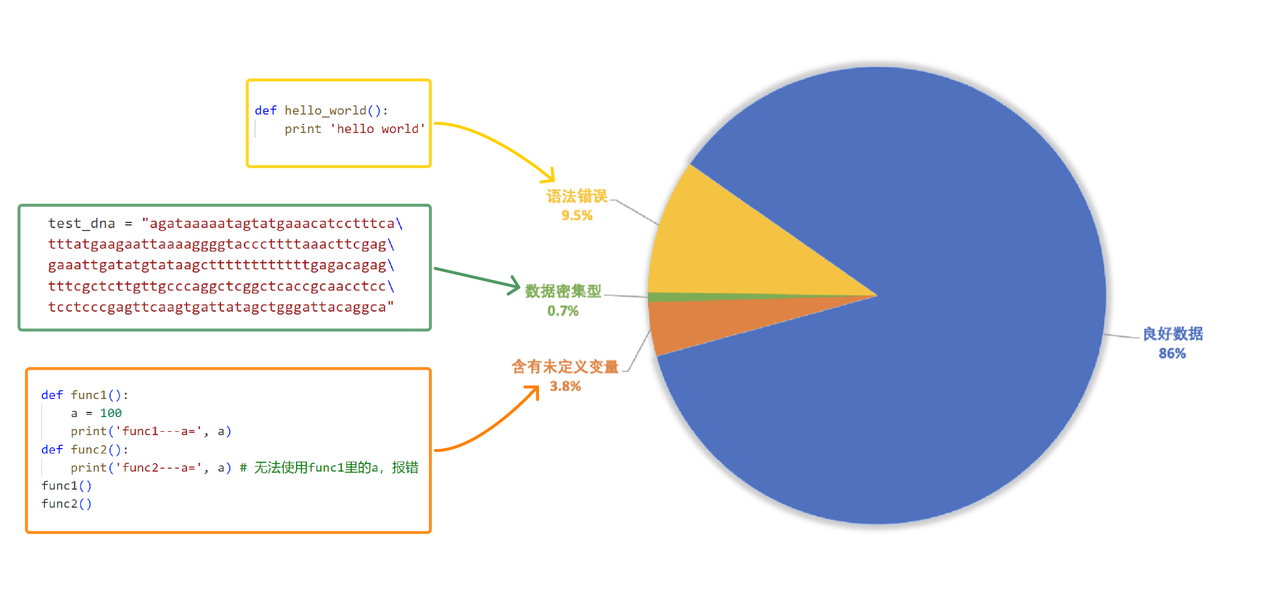 def hello_world():
    print 'hello world'
语法错误
9.5%
test_dna = "agataaaaatagtatgaaacatcctttca\
tttatgaagaattaaaaggggtacccttttaaacttcgag\
gaaattgatatgtataagcttttttttttttgagacagag\
tttcgctcttgttgcccaggctcggctcaccgcaacctcc\
tcctcccgagttcaagtgattatagctgggattacaggca"
数据密集型
0.7%
良好数据
86%
含有未定义变量
3.8%
def func1():
    a = 100
    print('func1---a=', a)
def func2():
    print('func2---a=', a) # 无法使用func1里的a，报错
func1()
func2()